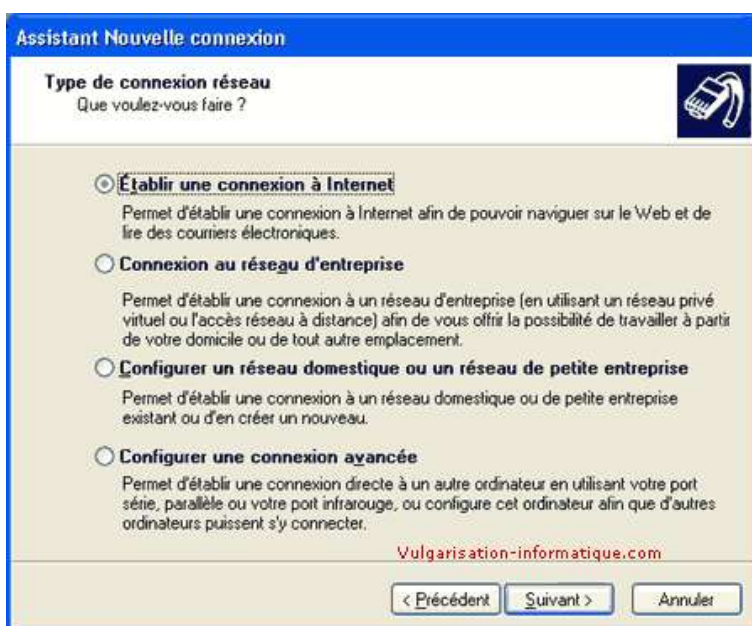 Assistant Nouvelle connexion
Type de connexion réseau
Que voulez-vous faire ?
Établir une connexion à Internet
Permet d'établir une connexion à Internet afin de pouvoir naviguer sur le Web et de
lire des courriers électroniques.
Connexion au réseau d'entreprise
Permet d'établir une connexion à un réseau d'entreprise (en utilisant un réseau privé
virtuel ou l'accès réseau à distance) afin de vous offrir la possibilité de travailler à partir
de votre domicile ou de tout autre emplacement.
Configurer un réseau domestique ou un réseau de petite entreprise
Permet d'établir une connexion à un réseau domestique ou de petite entreprise
existant ou d'en créer un nouveau.
Configurer une connexion avancée
Permet d'établir une connexion directe à un autre ordinateur en utilisant votre port
série, parallèle ou votre port infrarouge, ou configure cet ordinateur afin que d'autres
ordinateurs puissent s'y connecter.
Vulgarisation-informatique.com
< Précédent
Suivant >
Annuler